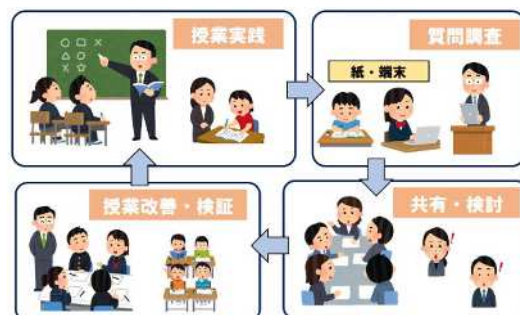 授業実践
質問調査
紙・端末
授業改善・検証
共有・検討